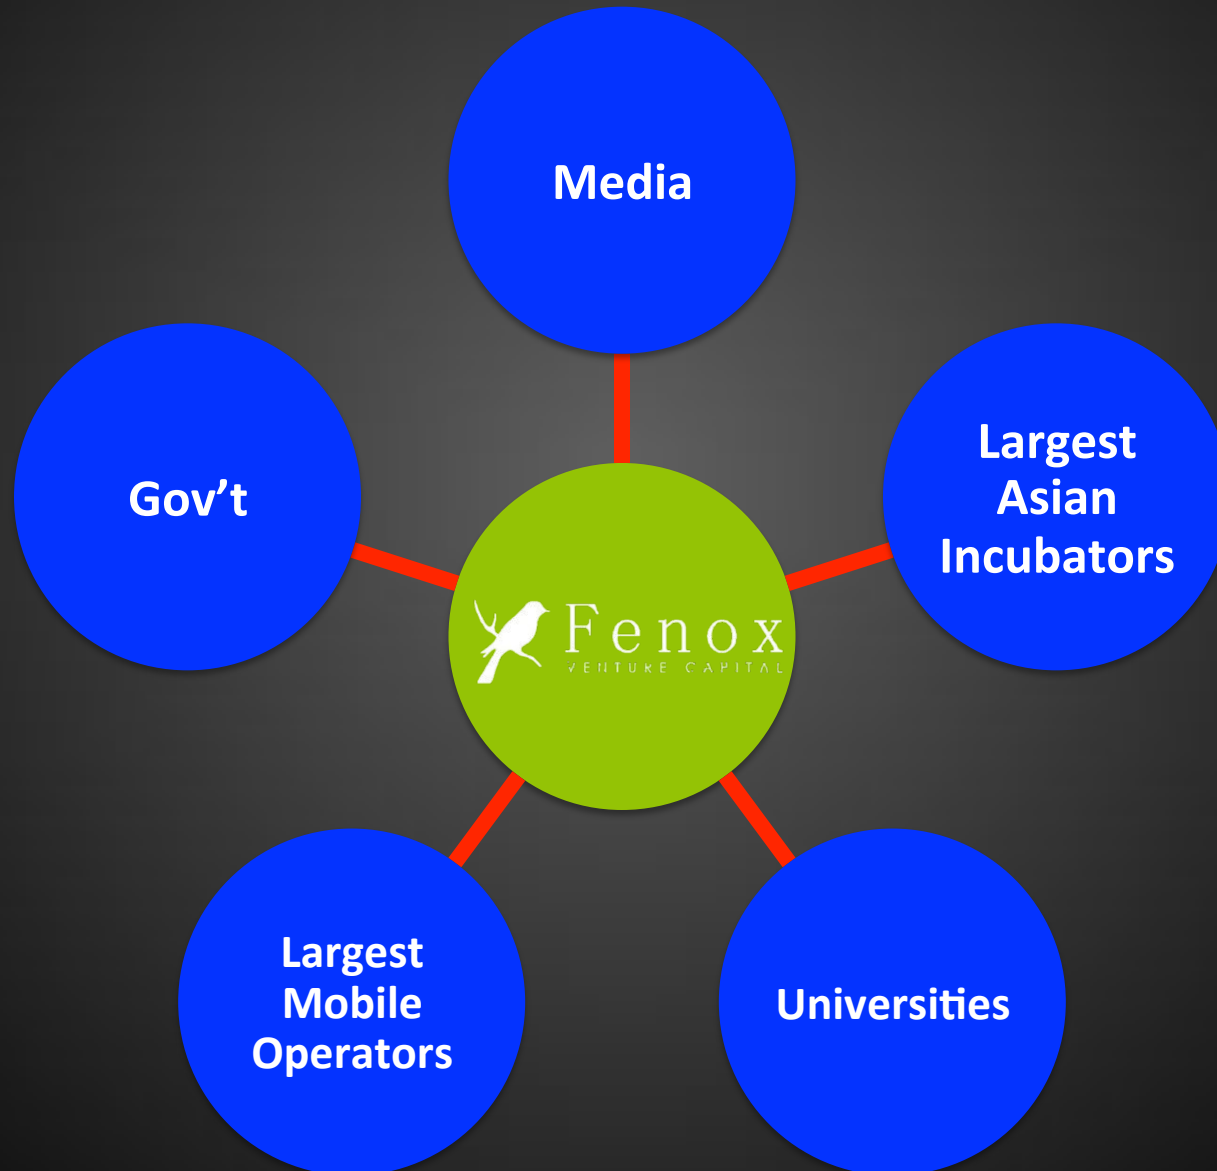 Media
Gov’t
Largest
Asian
Incubators
Fenox
VENTURE CAPITAL
Largest
Mobile
Operators
Universities